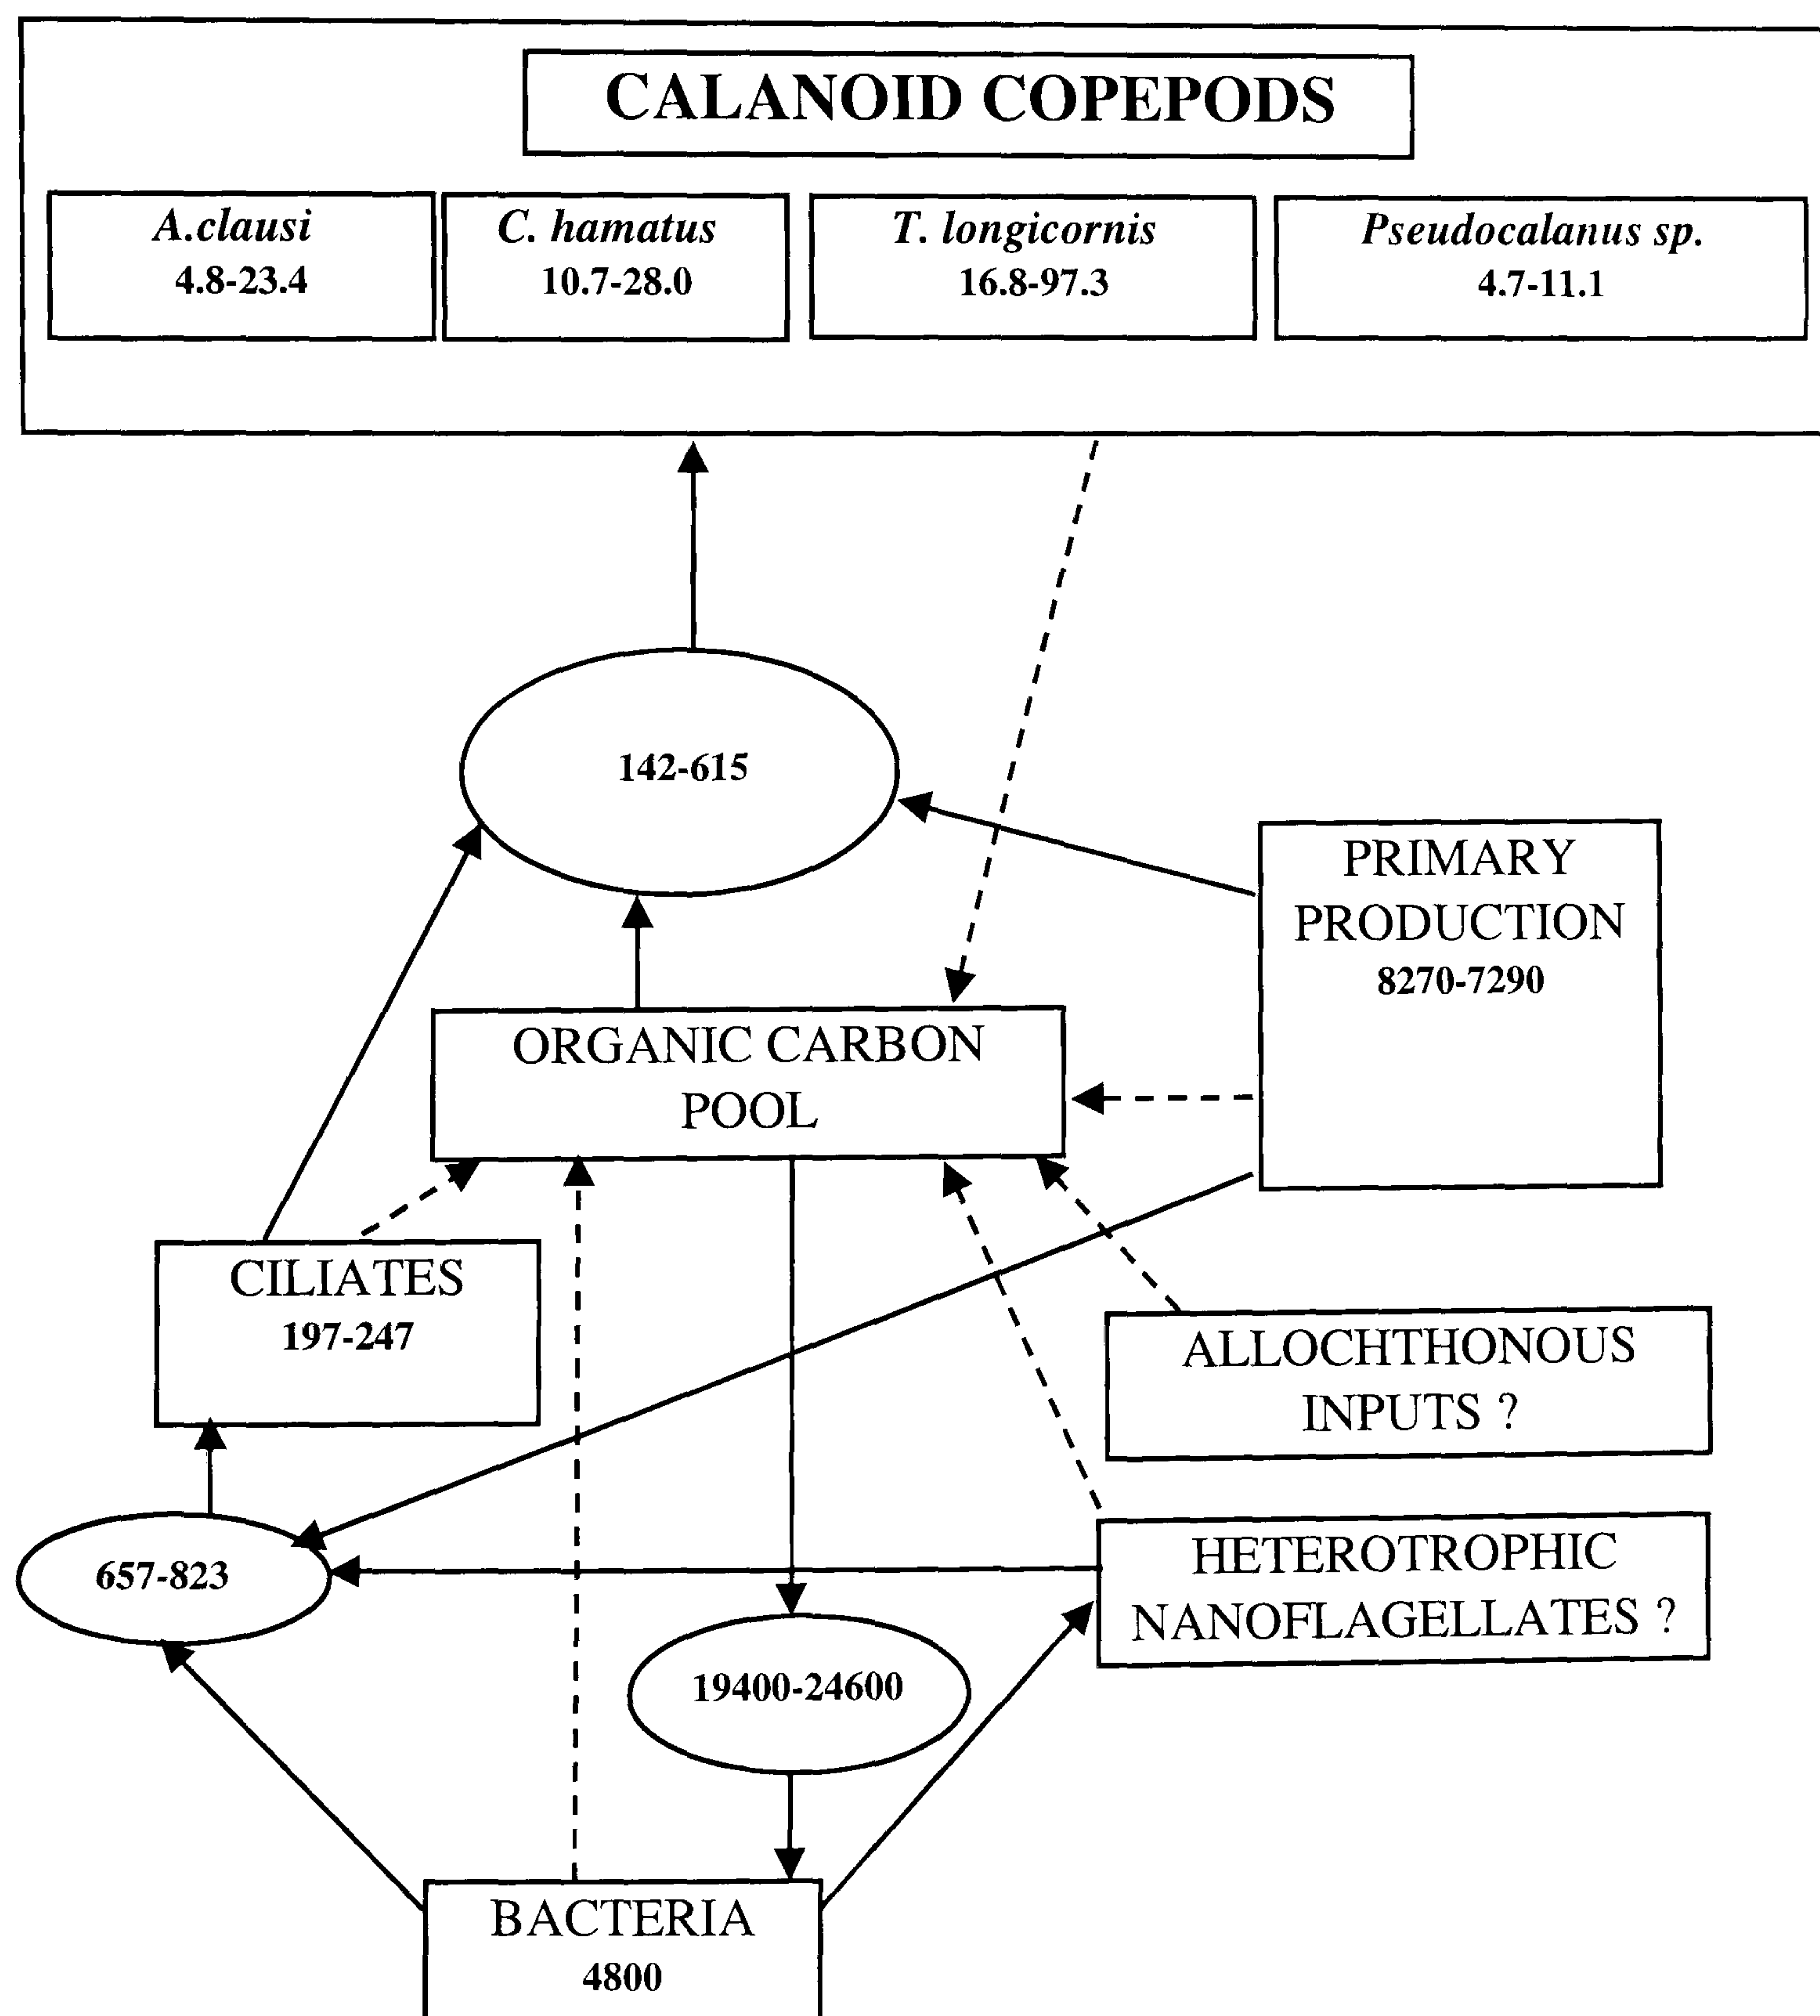 CALANOID COPEPODS
A.clausi
4.8-23.4
C. hamatus
10.7-28.0
T. longicornis
16.8-97.3
Pseudocalanus sp.
4.7-11.1
142-615
PRIMARY
PRODUCTION
8270-7290
ORGANIC CARBON
POOL
CILIATES
197-247
ALLOCHTHONOUS
INPUTS ?
HETEROTROPHIC
NANOFLAGELLATES ?
657-823
19400-24600
BACTERIA
4800